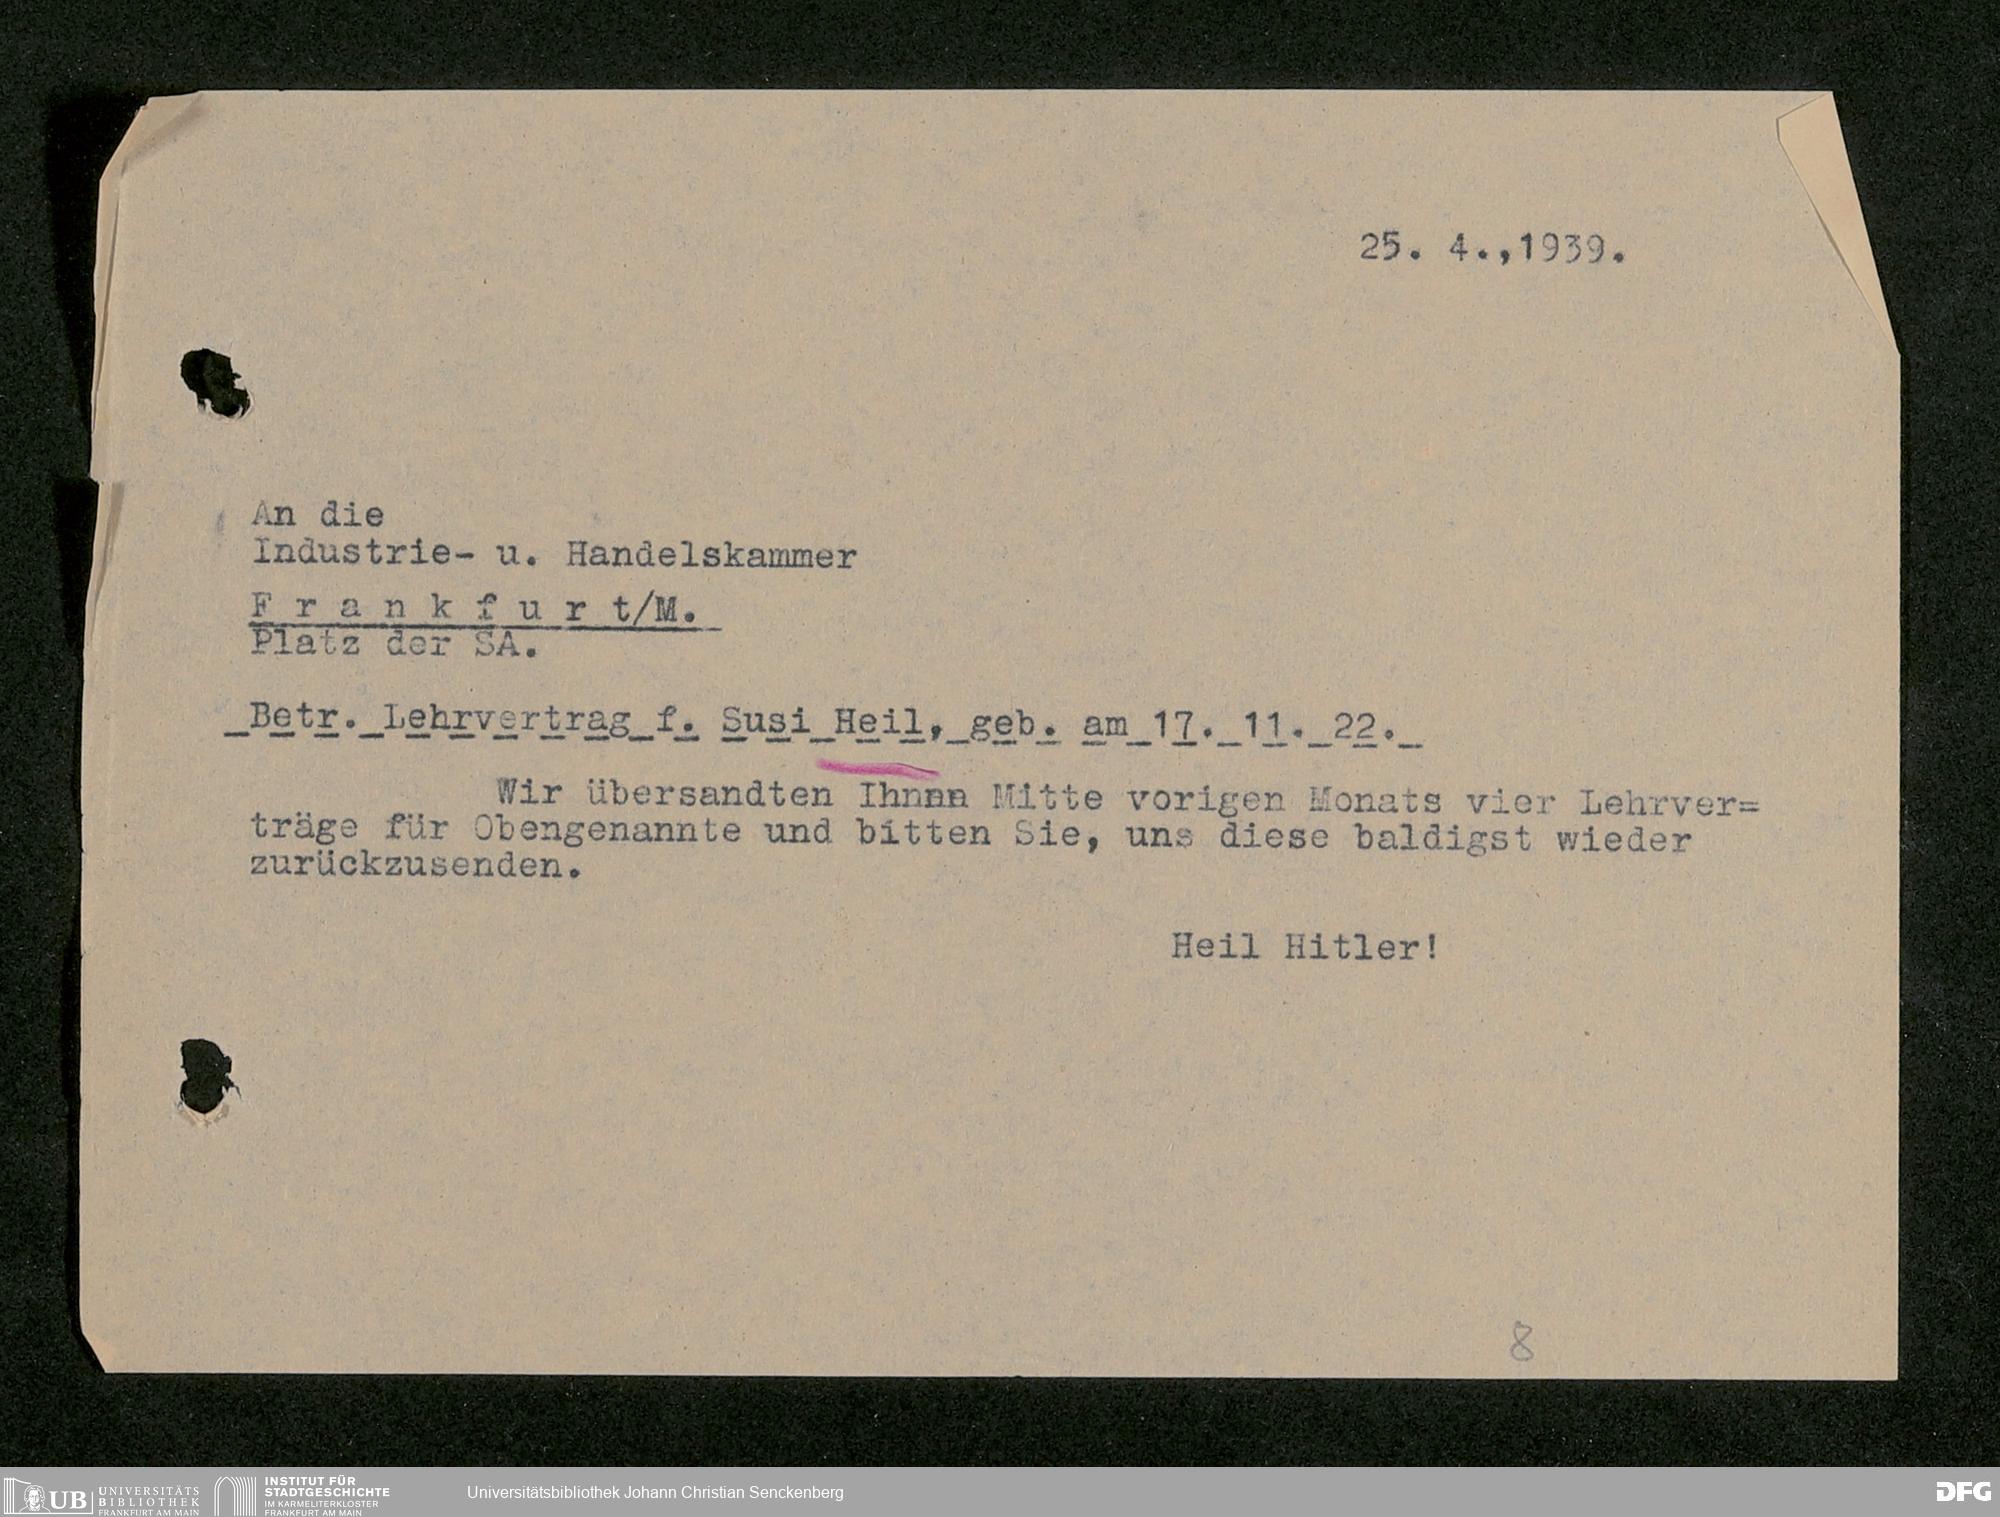 25. 4.,1939.
An die
Industrie- u. Handelskammer
F r a n k f u r t/M.
Platz der SA.
Betr. Lehrvertrag f. Susi Heil, geb. am 17. 11. 22.
Wir übersandten Ihnnn Mitte vorigen Monats vier Lehrver=
träge für Obengenannte und bitten Sie, uns diese baldigst wieder
zurückzusenden.
Heil Hitler!
8
UB UNIVERSITÄTS
BIBLIOTHEK
FRANKFURT AM MAIN
INSTITUT FÜR
STADTGESCHICHTE
IM KARMELITERKLOSTER
FRANKFURT AM MAIN
Universitätsbibliothek Johann Christian Senckenberg
DFG